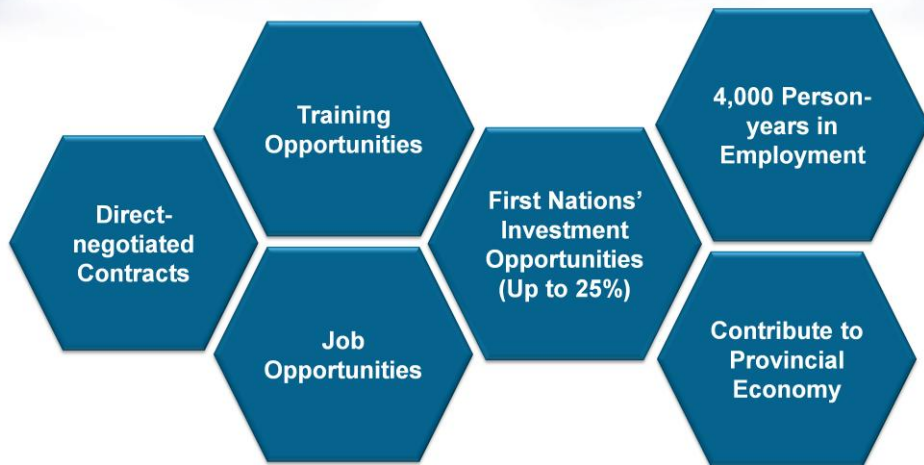 Direct-
negotiated
Contracts
Training
Opportunities
Job
Opportunities
First Nations’
Investment
Opportunities
(Up to 25%)
4,000 Person-
years in
Employment
Contribute to
Provincial
Economy